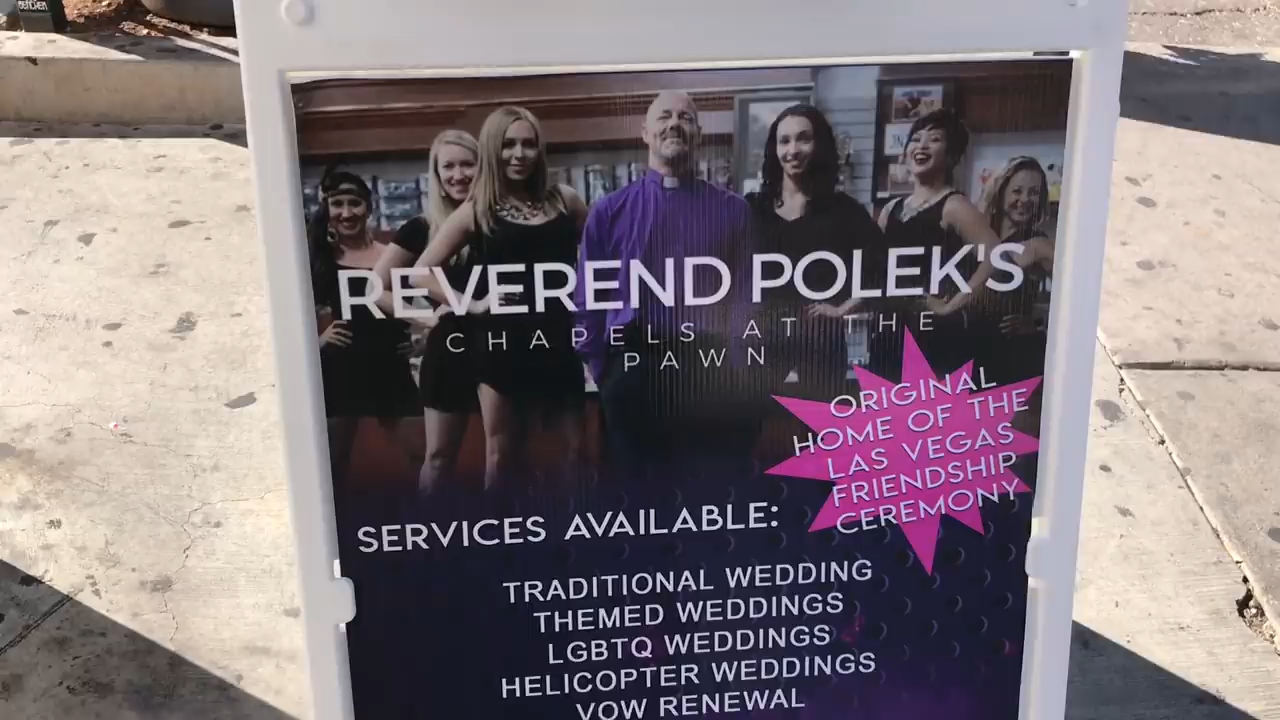 REVEREND POLEK'S
CHAPELS AT THE
PAWN
ORIGINAL
HOME OF THE
LAS VEGAS
FRIENDSHIP
CEREMONY
SERVICES AVAILABLE:
TRADITIONAL WEDDING
THEMED WEDDINGS
LGBTQ WEDDINGS
HELICOPTER WEDDINGS
VOW RENEWAL